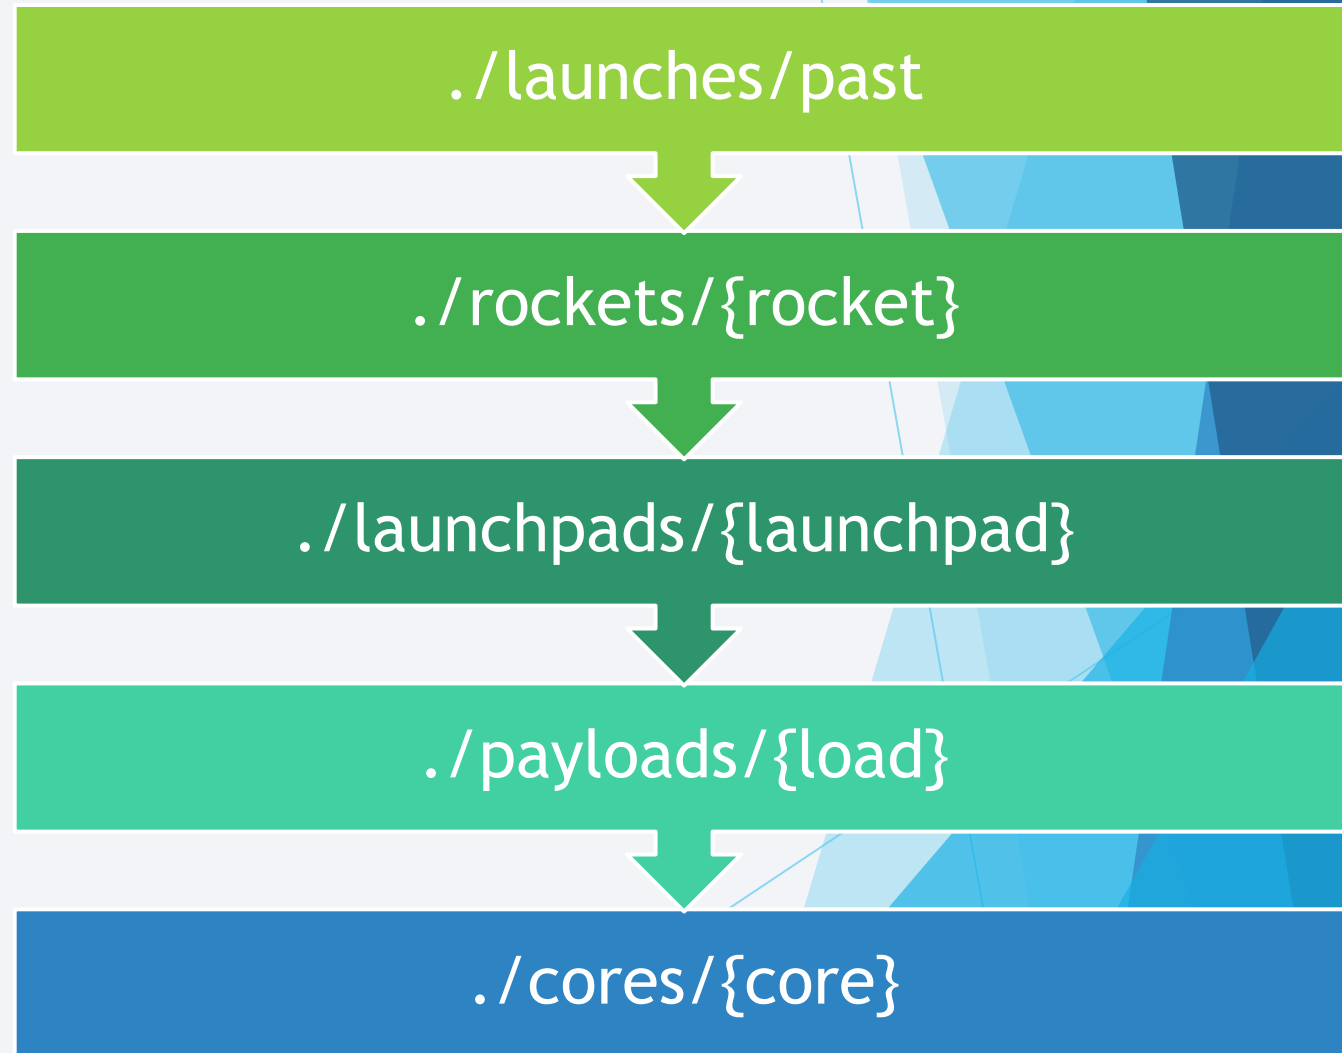 ./launches/past
./rockets/{rocket}
./launchpads/{launchpad}
./payloads/{load}
./cores/{core}